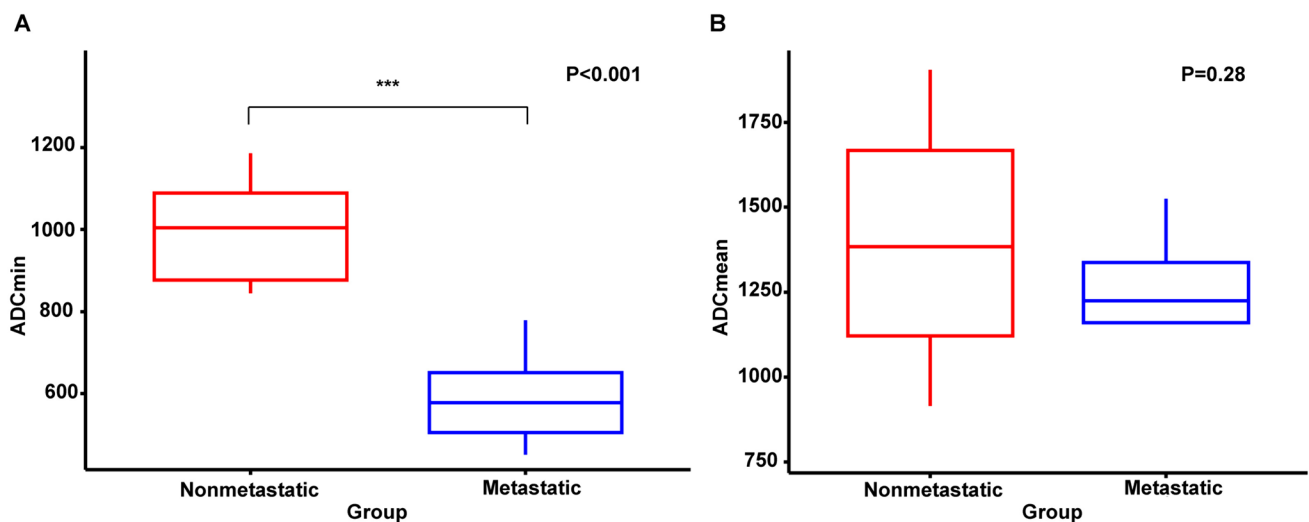 A
P<0.001
***
1200
1000
800
600
ADCmin
Nonmetastatic
Metastatic
Group
B
P=0.28
1750
1500
1250
1000
750
ADCmean
Nonmetastatic
Metastatic
Group